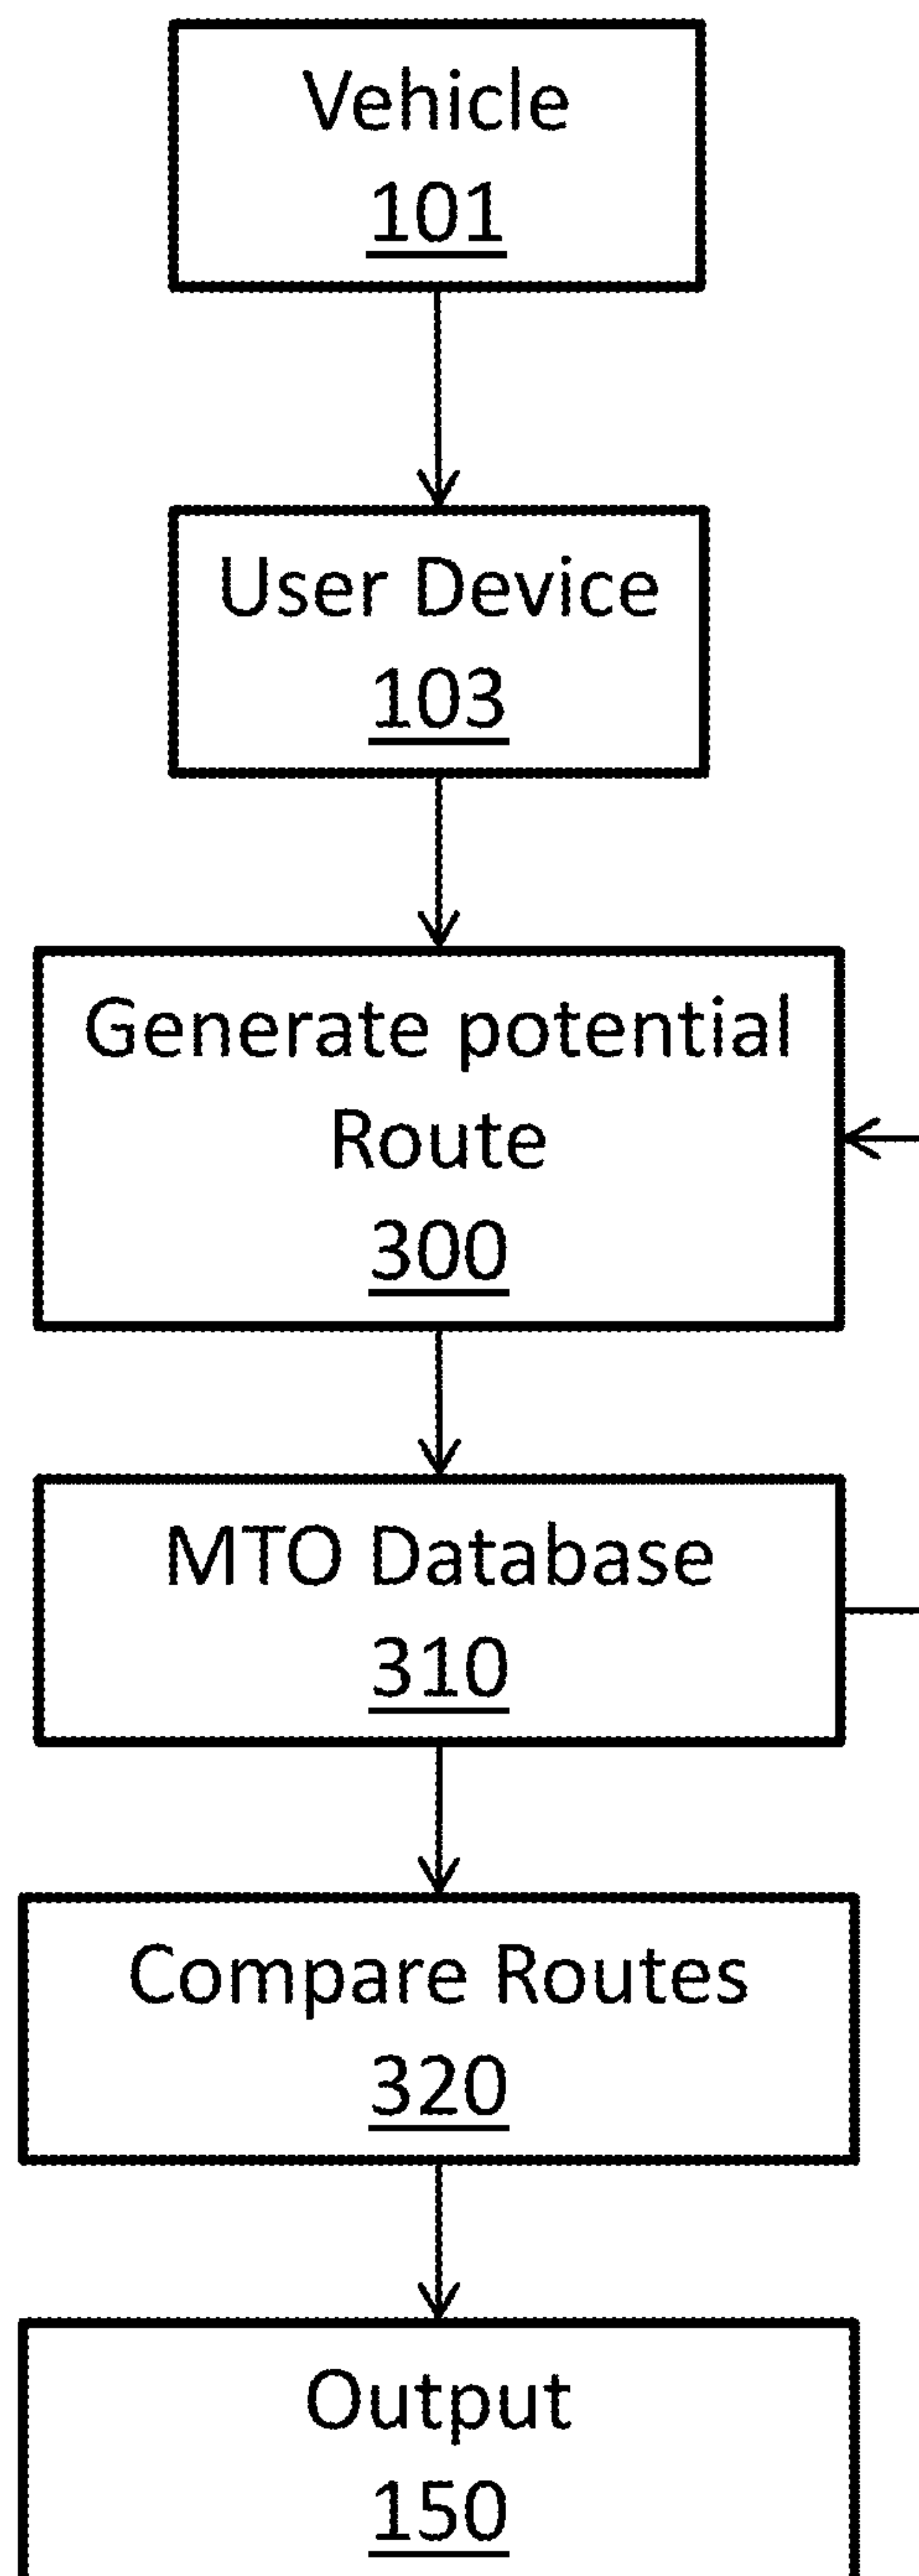 Vehicle
101
User Device
103
Generate potential
Route
300
MTO Database
310
Compare Routes
320
Output
150